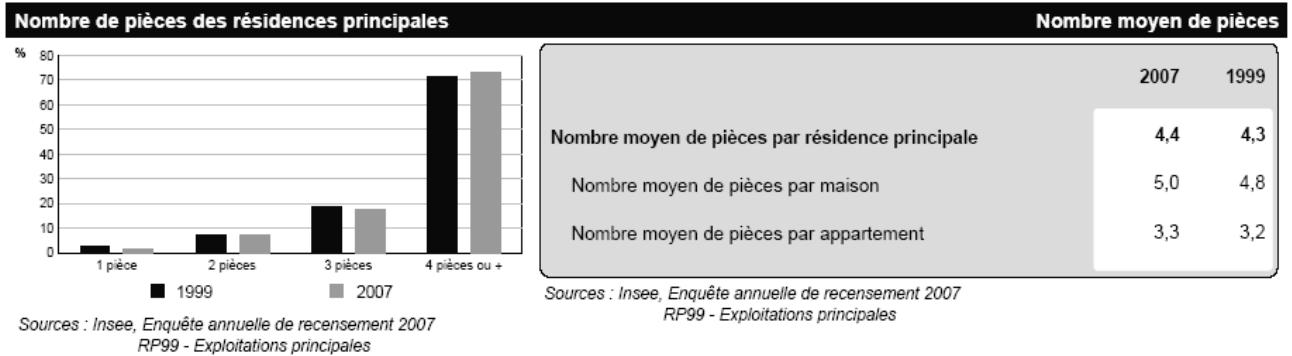 Nombre de pièces des résidences principales
Nombre moyen de pièces
%
80
70
60
50
40
30
20
10
0
1 pièce 2 pièces 3 pièces 4 pièces ou +
1999 2007
Sources : Insee, Enquête annuelle de recensement 2007
RP99 - Exploitations principales
2007 1999
Nombre moyen de pièces par résidence principale 4,4 4,3
Nombre moyen de pièces par maison 5,0 4,8
Nombre moyen de pièces par appartement 3,3 3,2
Sources : Insee, Enquête annuelle de recensement 2007
RP99 - Exploitations principales